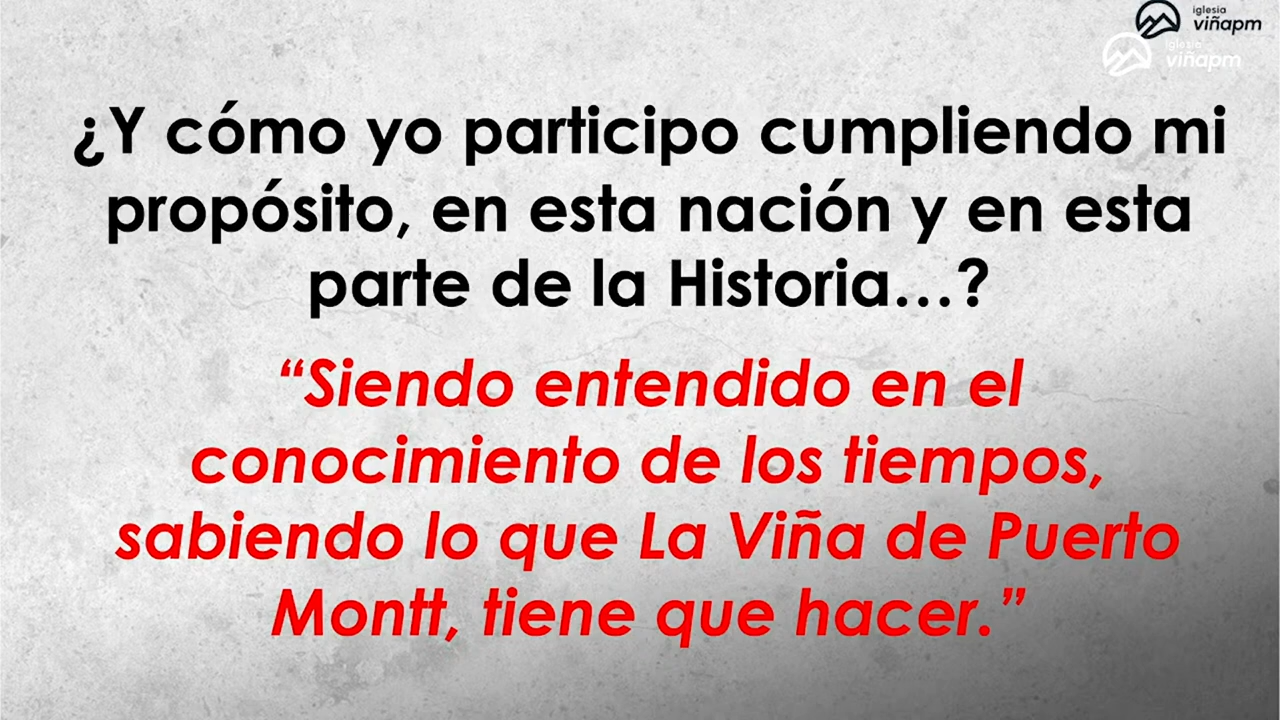 iglesia
viñapm
iglesia
viñapm
¿Y cómo yo participo cumpliendo mi
propósito, en esta nación y en esta
parte de la Historia...?
“Siendo entendido en el
conocimiento de los tiempos,
sabiendo lo que La Viña de Puerto
Montt, tiene que hacer.”